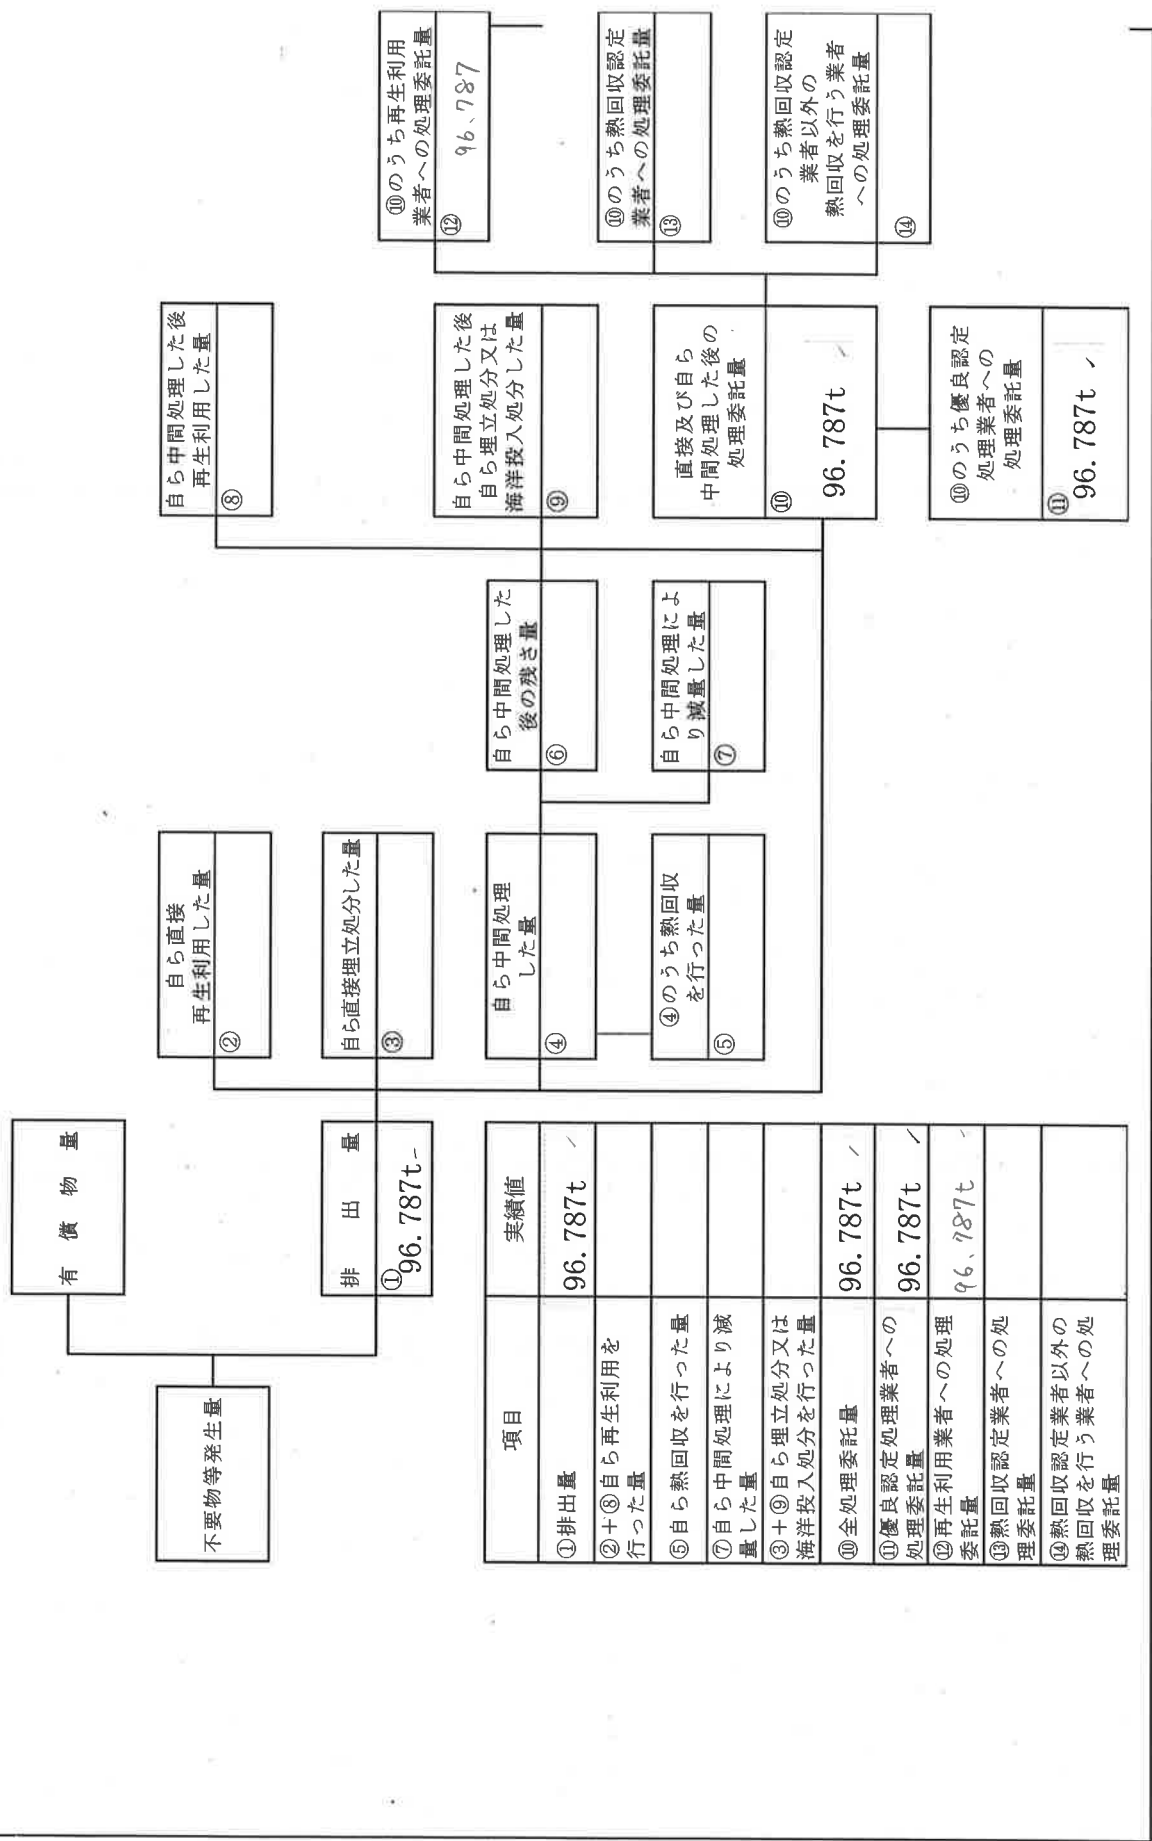 有償物量
不要物等発生量
排出量
①96.787t
自ら直接
再生利用した量
②
自ら直接埋立処分した量
③
自ら中間処理
した量
④
④のうち熱回収
を行った量
⑤
自ら中間処理した
後の残さ量
⑥
自ら中間処理によ
り減量した量
⑦
自ら中間処理した後
再生利用した量
⑧
自ら中間処理した後
自ら埋立処分又は
海洋投入処分した量
⑨
直接及び自ら
中間処理した後の
処理委託量
⑩
96.787t
⑩のうち優良認定
処理業者への
処理委託量
⑪
96.787t
⑩のうち再生利用
業者への処理委託量
⑫
96、787
⑩のうち熱回収認定
業者への処理委託量
⑬
⑩のうち熱回収認定
業者以外の
熱回収を行う業者
への処理委託量
⑭
項目 実績値
①排出量 96.787t
②+⑧自ら再生利用を
行った量
⑤自ら熱回収を行った量
⑦自ら中間処理により減
量した量
③+⑨自ら埋立処分又は
海洋投入処分を行った量
⑩全処理委託量 96.787t
⑪優良認定処理業者への
処理委託量 96.787t
⑫再生利用業者への処理
委託量 96、787t
⑬熱回収認定業者への処
理委託量
⑭熱回収認定業者以外の
熱回収を行う業者への処
理委託量